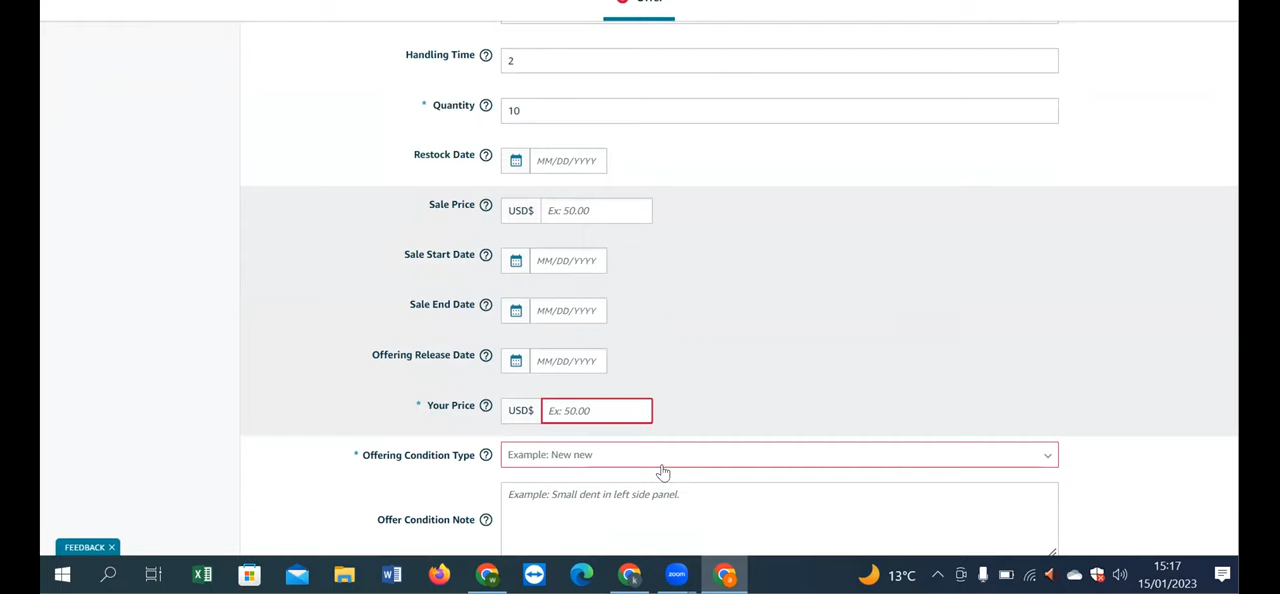 Handling Time
2
* Quantity
10
Restock Date
MM/DD/YYYY
Sale Price
USD$ Ex: 50.00
Sale Start Date
MM/DD/YYYY
Sale End Date
MM/DD/YYYY
Offering Release Date
MM/DD/YYYY
* Your Price
USD$ Ex: 50.00
* Offering Condition Type
Example: New new
Example: Small dent in left side panel.
Offer Condition Note
FEEDBACK ×
zoom
13°C
15:17
15/01/2023